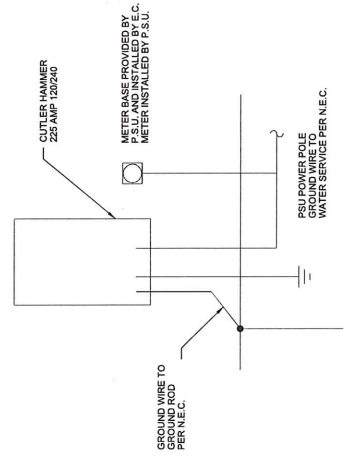 CUTLER HAMMER
225 AMP 120/240
METER BASE PROVIDED BY
P.S.U. AND INSTALLED BY E.C.
METER INSTALLED BY P.S.U.
PSU POWER POLE
GROUND WIRE TO
WATER SERVICE PER N.E.C.
GROUND WIRE TO
GROUND ROD
PER N.E.C.